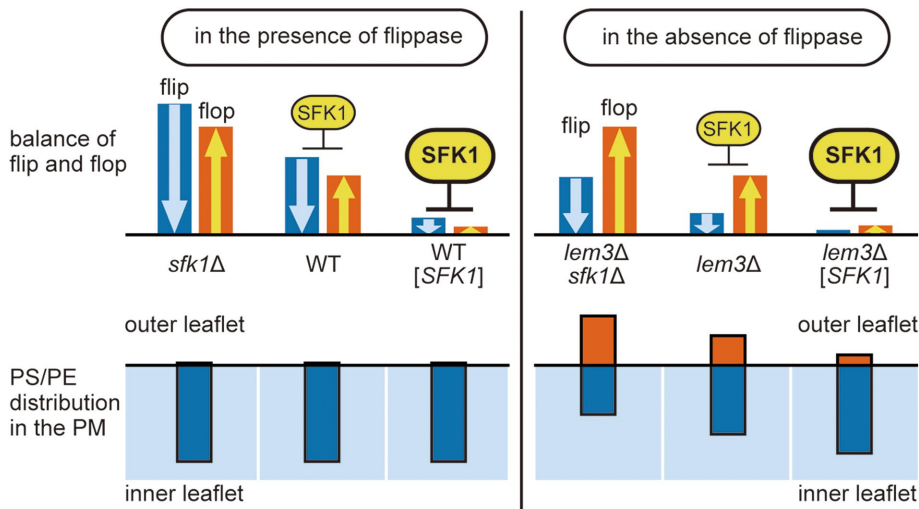 in the presence of flippase
in the absence of flippase
balance of
flip and flop
flip
flop
SFK1
SFK1
flip
flop
SFK1
SFK1
sfk1Δ
WT
WT
[SFK1]
lem3Δ
sfk1Δ
lem3Δ
lem3Δ
[SFK1]
outer leaflet
outer leaflet
PS/PE
distribution
in the PM
inner leaflet
inner leaflet